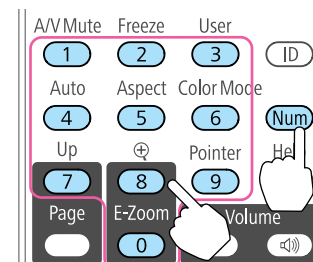 A/V Mute Freeze User
1 2 3 ID
Auto Aspect Color Mode
4 5 6 Num
Up Pointer
7 8 9
Page E-Zoom Volume
0